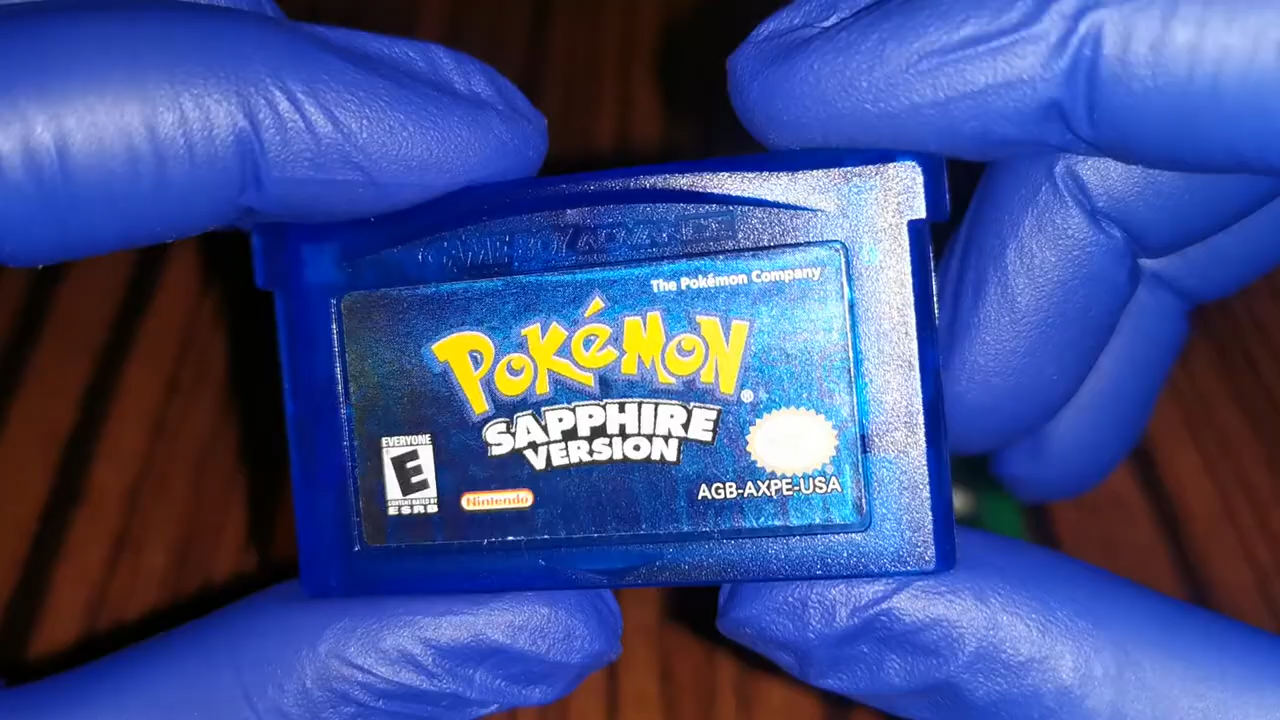 GAME BOY ADVANCE
The Pokémon Company
POKéMON®
SAPPHIRE
VERSION
EVERYONE
E
CONTENT RATED BY
ESRB
Nintendo®
AGB-AXPE-USA